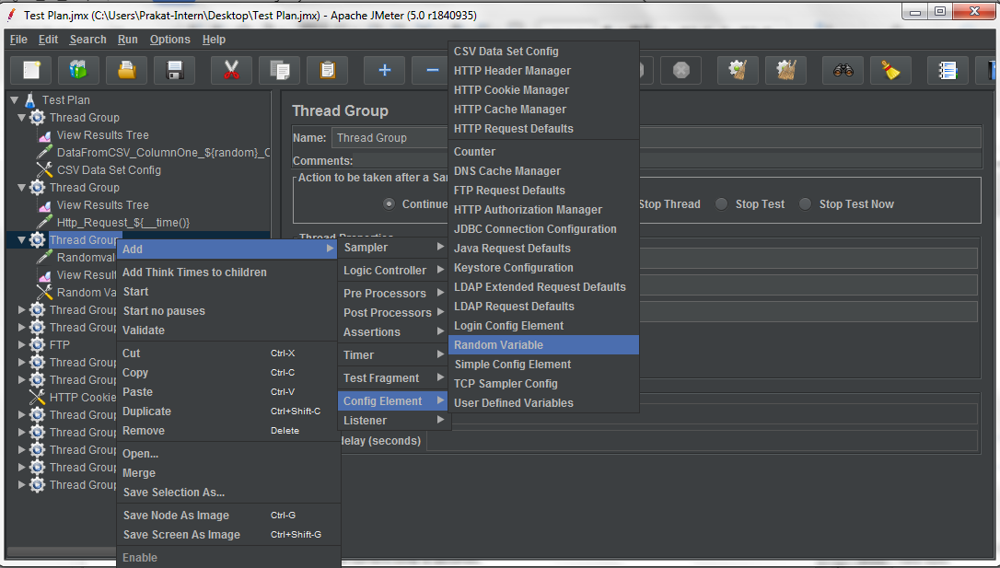 Test Plan.jmx (C:\Users\Prakat-Intern\Desktop\Test Plan.jmx) - Apache JMeter (5.0 r1840935)
File Edit Search Run Options Help
Test Plan
Thread Group
View Results Tree
DataFromCSV_ColumnOne_${random}_C
CSV Data Set Config
Thread Group
View Results Tree
Http_Request_${__time()}
Thread Group
Randomval
View Result
Random Va
Thread Group
Thread Group
FTP
Thread Group
Thread Group
HTTP Cookie
Thread Group
Thread Group
Thread Group
Thread Group
Thread Group
Add
Add Think Times to children
Start
Start no pauses
Validate
Cut Ctrl-X
Copy Ctrl-C
Paste Ctrl-V
Duplicate Ctrl+Shift-C
Remove Delete
Open...
Merge
Save Selection As...
Save Node As Image Ctrl-G
Save Screen As Image Ctrl+Shift-G
Enable
Sampler
Logic Controller
Pre Processors
Post Processors
Assertions
Timer
Test Fragment
Config Element
Listener
CSV Data Set Config
HTTP Header Manager
HTTP Cookie Manager
HTTP Cache Manager
HTTP Request Defaults
Counter
DNS Cache Manager
FTP Request Defaults
HTTP Authorization Manager
JDBC Connection Configuration
Java Request Defaults
Keystore Configuration
LDAP Extended Request Defaults
LDAP Request Defaults
Login Config Element
Random Variable
Simple Config Element
TCP Sampler Config
User Defined Variables
Thread Group
Name: Thread Group
Comments:
Action to be taken after a Sam
Continue Stop Thread Stop Test Stop Test Now
Thread Properties
delay (seconds)